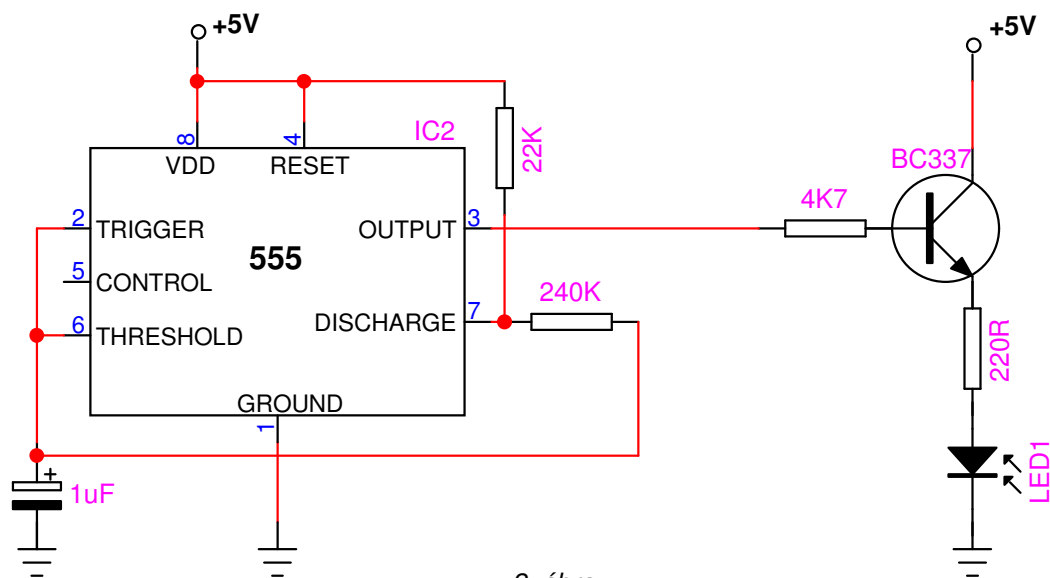 +5V
+5V
IC2
8
4
22K
VDD
RESET
BC337
2
TRIGGER
OUTPUT
3
4K7
555
5
CONTROL
240K
6
THRESHOLD
DISCHARGE
7
220R
GROUND
1
+
1uF
LED1